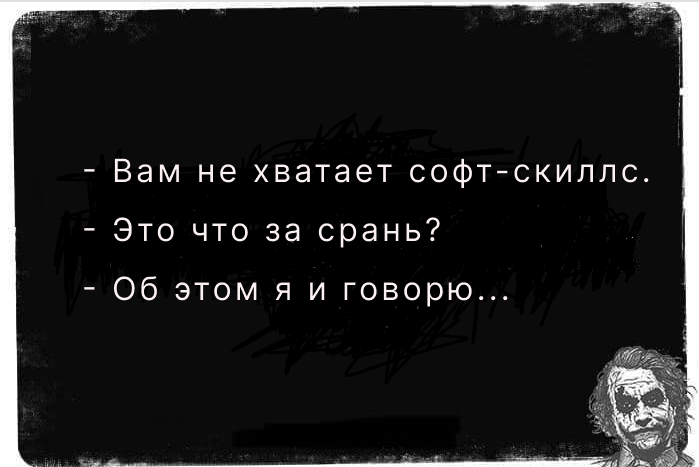 - Вам не хватает софт-скиллс.
- Это что за срань?
- Об этом я и говорю...